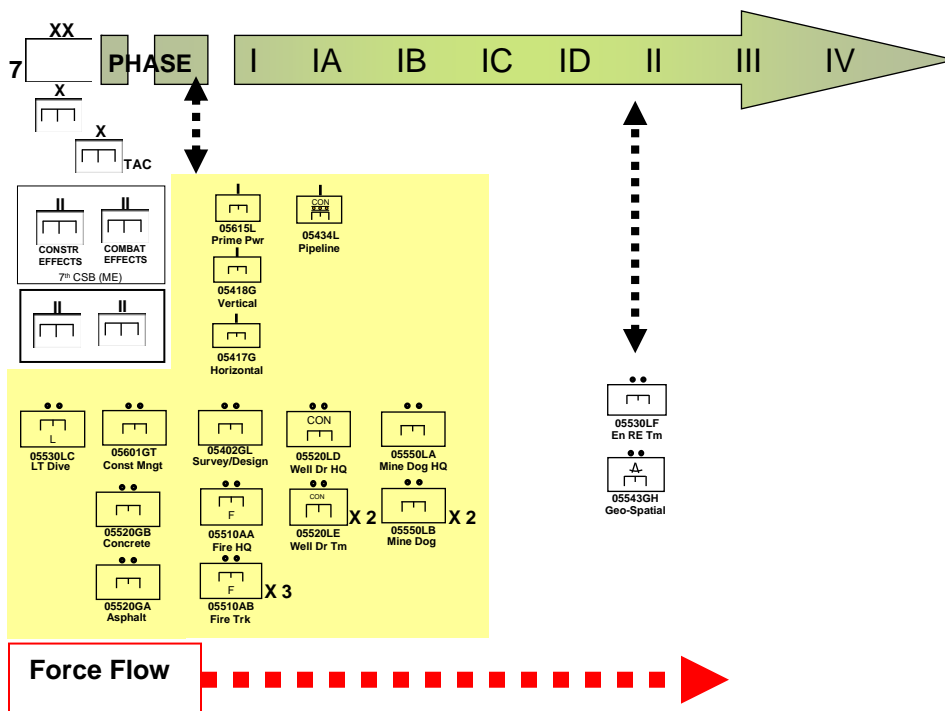 XX
7
PHASE I IA IB IC ID II III IV
X
X
TAC
II II
CONSTR EFFECTS
COMBAT EFFECTS
7th CSB (ME)
II II
I
05615L
Prime Pwr
I
CON
05434L
Pipeline
I
05418G
Vertical
I
05417G
Horizontal
L
05530LC
LT Dive
05601GT
Const Mngt
05402GL
Survey/Design
CON
05520LD
Well Dr HQ
05550LA
Mine Dog HQ
05520GB
Concrete
F
05510AA
Fire HQ
CON
X 2
05520LE
Well Dr Tm
X 2
05550LB
Mine Dog
05520GA
Asphalt
F
X 3
05510AB
Fire Trk
05530LF
En RE Tm
A
05543GH
Geo-Spatial
Force Flow